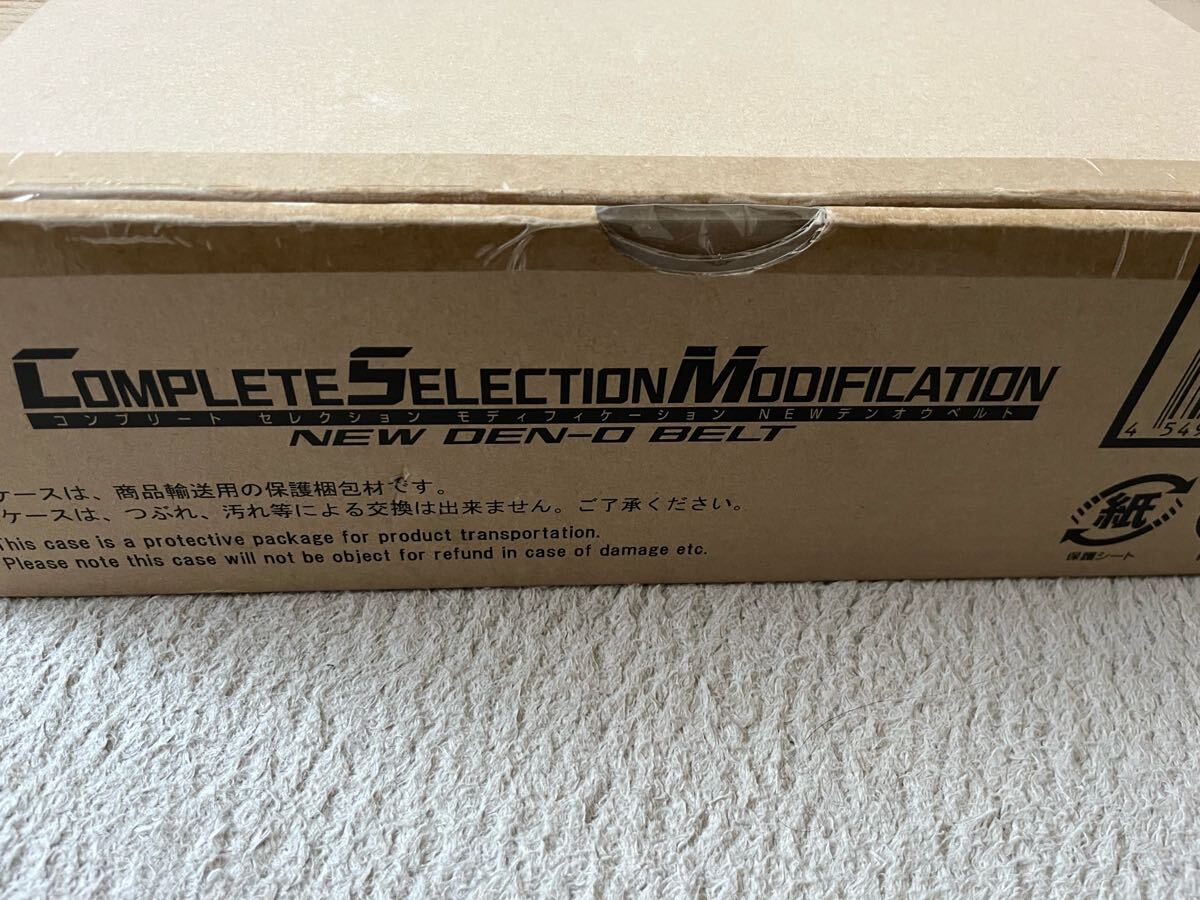 COMPLETE SELECTION MODIFICATION
コンプリート セレクション モディフィケーション NEWデンオウベルト
NEW DEN-O BELT
ケースは、商品輸送用の保護梱包材です。
ケースは、つぶれ、汚れ等による交換は出来ません。ご了承ください。
This case is a protective package for product transportation.
Please note this case will not be object for refund in case of damage etc.
4 549
紙
保護シート